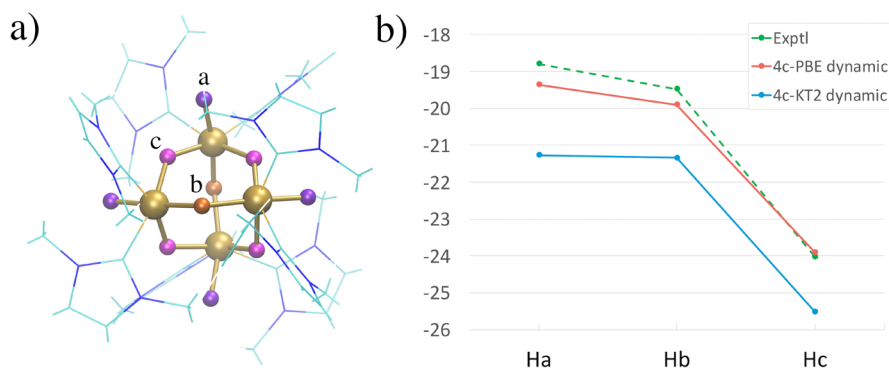 a)
a
c
b
b)
-18
-19
-20
-21
-22
-23
-24
-25
-26
Exptl
4c-PBE dynamic
4c-KT2 dynamic
Ha Hb Hc